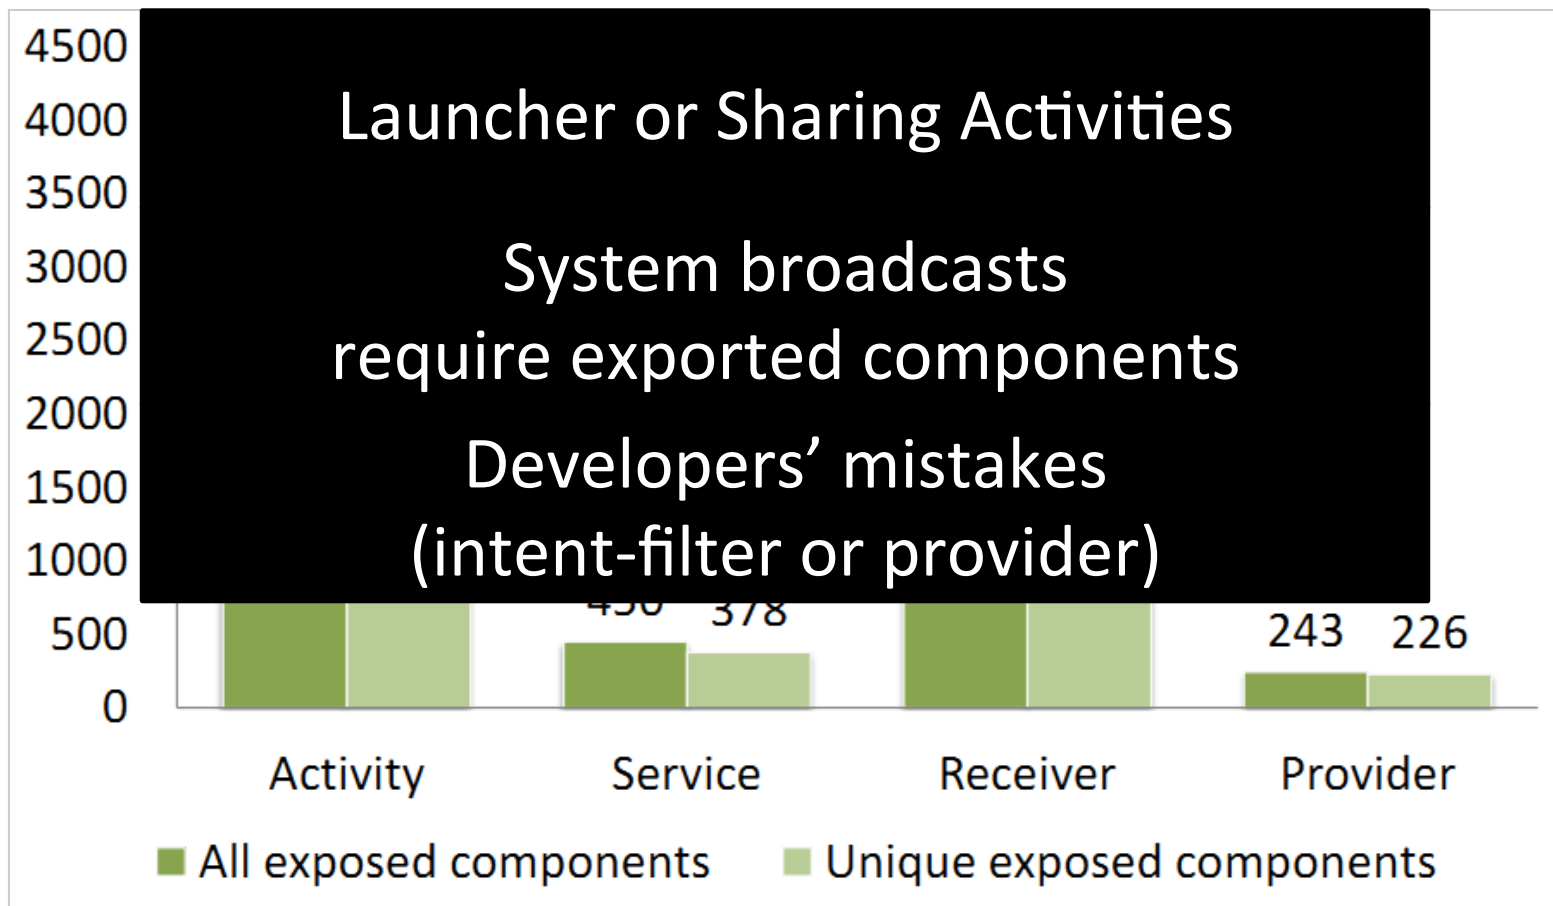 4500
4000
3500
3000
2500
2000
1500
1000
500
0
Launcher or Sharing Activities
System broadcasts
require exported components
Developers’ mistakes
(intent-filter or provider)
378
243 226
Activity Service Receiver Provider
All exposed components Unique exposed components